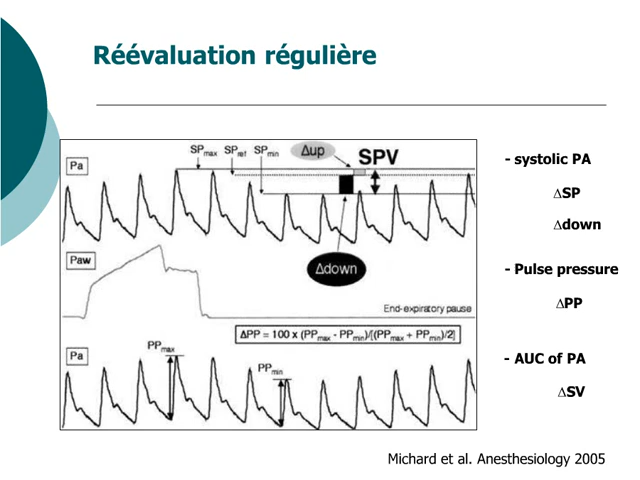 Réévaluation régulière
Pa
SPmax SPref SPmin Δup SPV
Δdown
Paw
End-expiratory pause
ΔPP = 100 x (PPmax - PPmin)/[(PPmax + PPmin)/2]
Pa
PPmax
PPmin
- systolic PA
ΔSP
Δdown
- Pulse pressure
ΔPP
- AUC of PA
ΔSV
Michard et al. Anesthesiology 2005